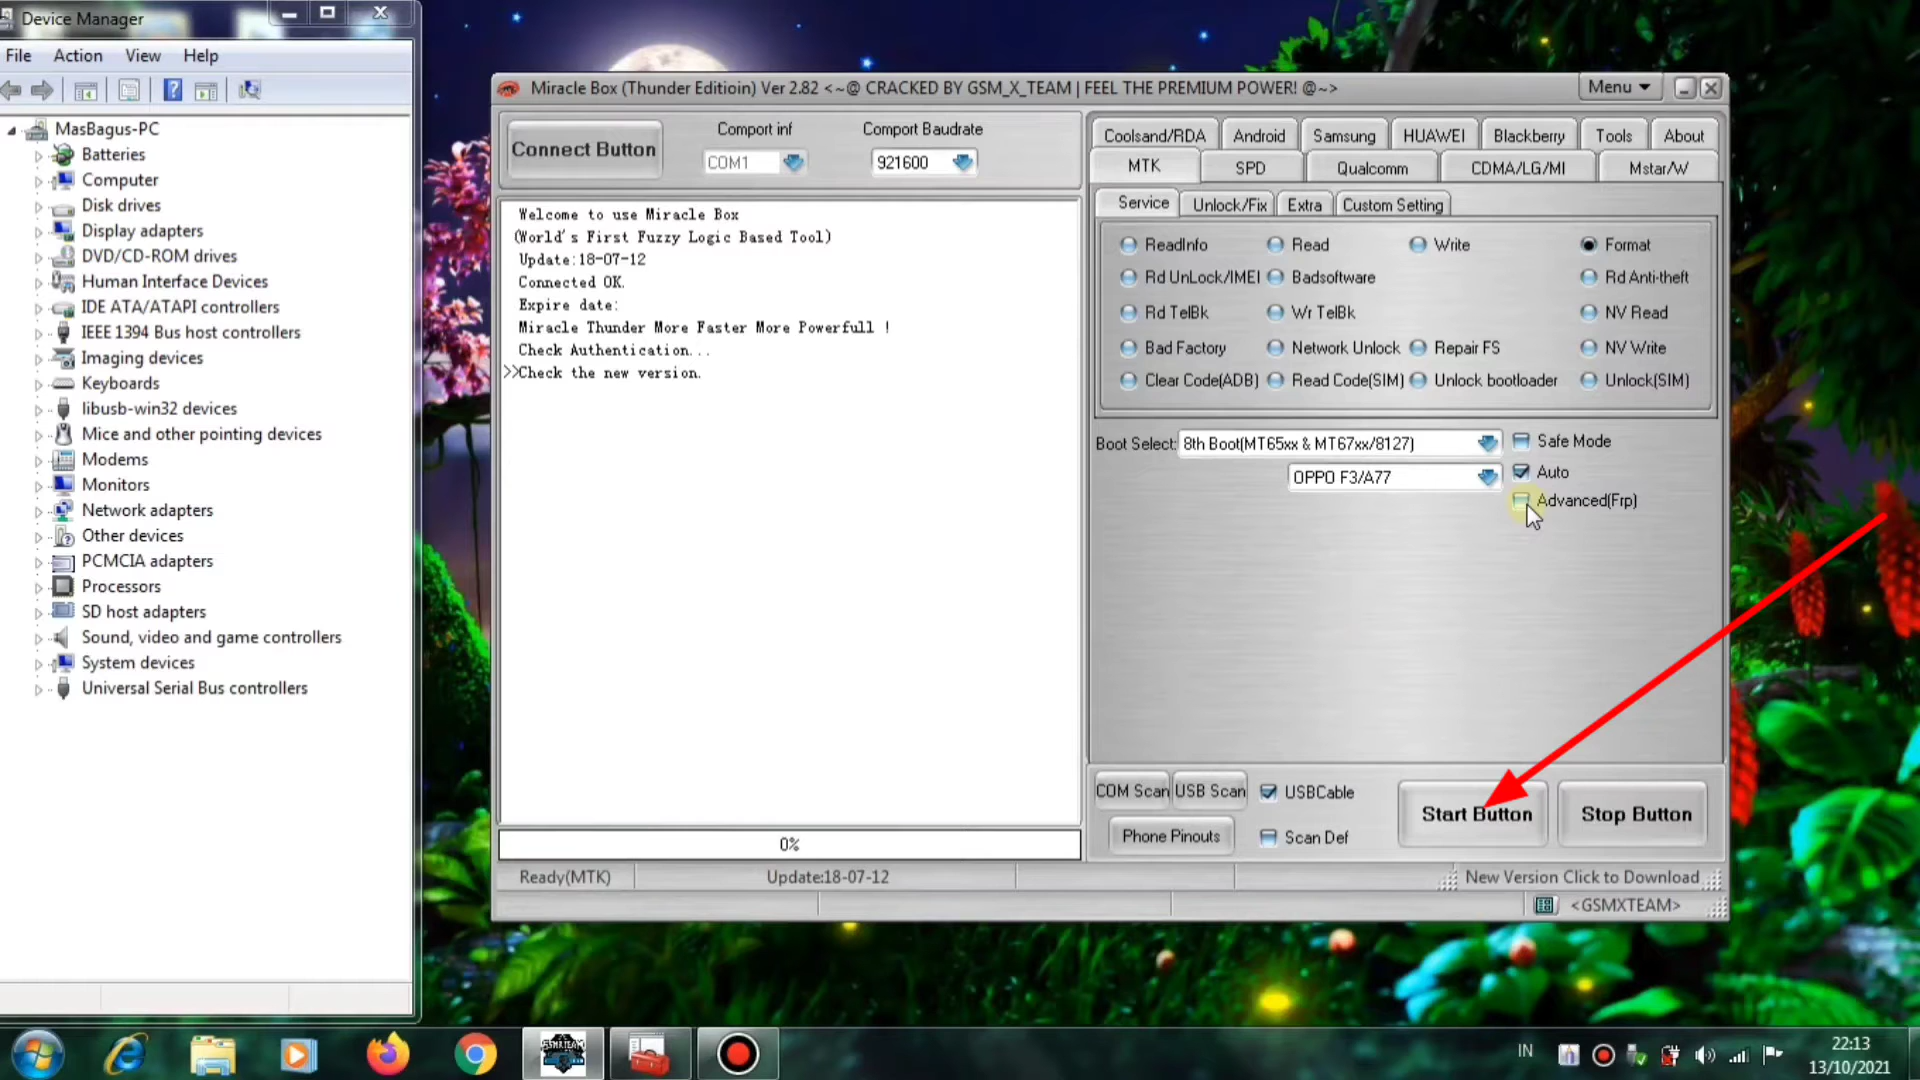 Device Manager
File Action View Help
MasBagus-PC
Batteries
Computer
Disk drives
Display adapters
DVD/CD-ROM drives
Human Interface Devices
IDE ATA/ATAPI controllers
IEEE 1394 Bus host controllers
Imaging devices
Keyboards
libusb-win32 devices
Mice and other pointing devices
Modems
Monitors
Network adapters
Other devices
PCMCIA adapters
Processors
SD host adapters
Sound, video and game controllers
System devices
Universal Serial Bus controllers
Miracle Box (Thunder Editioin) Ver 2.82 <~@ CRACKED BY GSM_X_TEAM | FEEL THE PREMIUM POWER! @~>
Menu
Connect Button
Comport inf
COM1
Comport Baudrate
921600
Welcome to use Miracle Box
(World's First Fuzzy Logic Based Tool)
Update:18-07-12
Connected OK.
Expire date:
Miracle Thunder More Faster More Powerfull !
Check Authentication...
>>Check the new version.
0%
Coolsand/RDA Android Samsung HUAWEI Blackberry Tools About
MTK SPD Qualcomm CDMA/LG/MI Mstar/W
Service Unlock/Fix Extra Custom Setting
ReadInfo Read Write Format
Rd UnLock/IMEI Badsoftware Rd Anti-theft
Rd TelBk Wr TelBk NV Read
Bad Factory Network Unlock Repair FS NV Write
Clear Code(ADB) Read Code(SIM) Unlock bootloader Unlock(SIM)
Boot Select: 8th Boot(MT65xx & MT67xx/8127) Safe Mode
OPPO F3/A77 Auto
Advanced(Frp)
COM Scan USB Scan USBCable
Phone Pinouts Scan Def
Start Button Stop Button
Ready(MTK) Update:18-07-12 New Version Click to Download
<GSMXTEAM>
GSMXTEAM
IN
22:13
13/10/2021